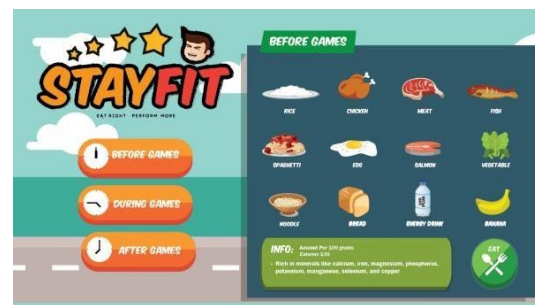 STAYFIT
EAT RIGHT PERFORM MORE
BEFORE GAMES
DURING GAMES
AFTER GAMES
BEFORE GAMES
RICE
CHICKEN
MEAT
FISH
SPAGHETTI
EGG
SALMON
VEGETABLE
NOODLE
BREAD
ENERGY DRINK
BANANA
INFO: Amount Per 100 grams
Calories 130
- Rich in minerals like calcium, iron, magnesium, phosphorus,
potassium, manganese, selenium, and copper
EAT